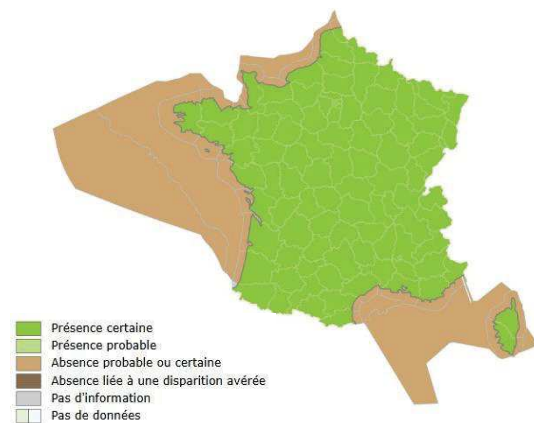 Présence certaine
Présence probable
Absence probable ou certaine
Absence liée à une disparition avérée
Pas d'information
Pas de données